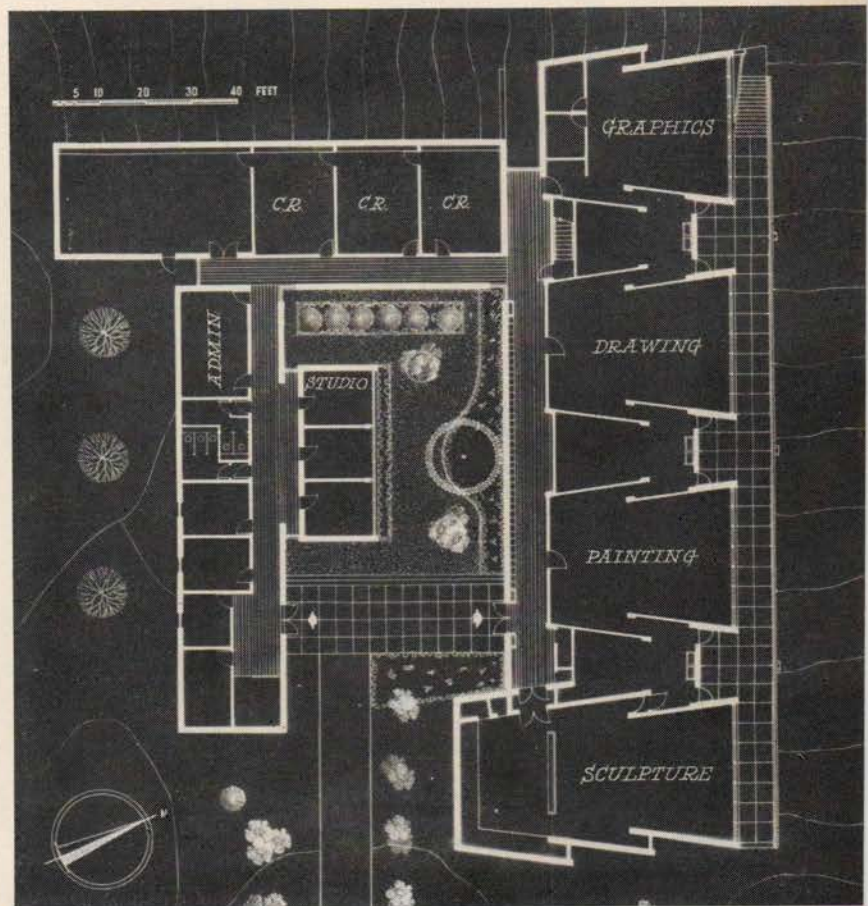 5 10 20 30 40 FEET
GRAPHICS
C.R. C.R. C.R.
ADMIN
STUDIO
DRAWING
PAINTING
SCULPTURE
N